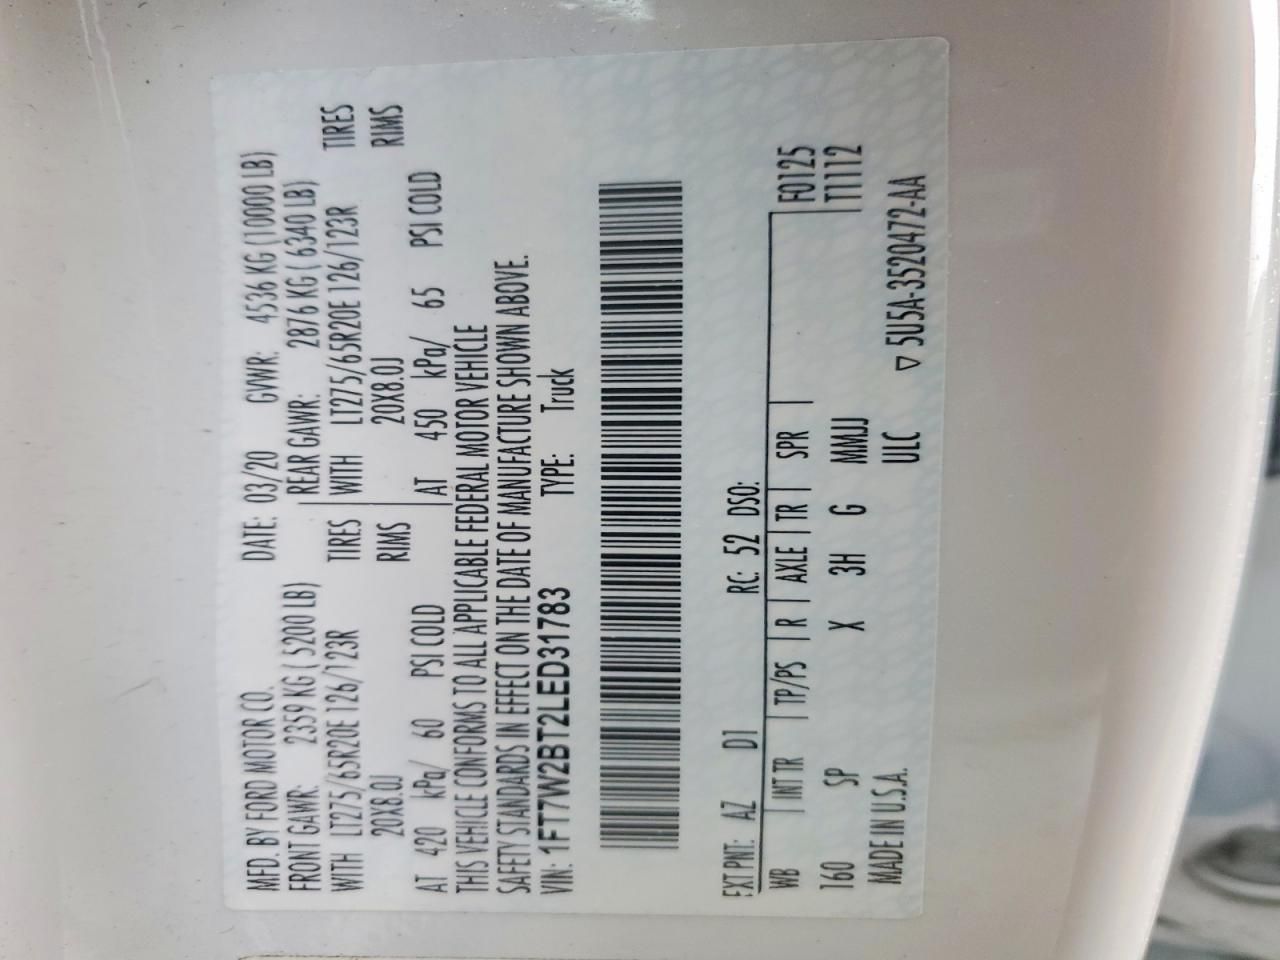 MFD. BY FORD MOTOR CO.
DATE: 03/20 GVWR: 4536 KG (10000 LB)
FRONT GAWR: 2359 KG ( 5200 LB)
REAR GAWR: 2876 KG ( 6340 LB)
WITH LT275/65R20E 126/123R TIRES
WITH LT275/65R20E 126/123R TIRES
20X8.0J RIMS
20X8.0J RIMS
AT 420 kPa/ 60 PSI COLD
AT 450 kPa/ 65 PSI COLD
THIS VEHICLE CONFORMS TO ALL APPLICABLE FEDERAL MOTOR VEHICLE
SAFETY STANDARDS IN EFFECT ON THE DATE OF MANUFACTURE SHOWN ABOVE.
VIN: 1FT7W2BT2LED31783 TYPE: Truck
EXT PNT: AZ D1 RC: 52 DSO:
WB INT TR TP/PS R AXLE TR SPR F0125
160 SP X 3H G MMJJ T1112
MADE IN U.S.A. ULC ▽ 5U5A-3520472-AA